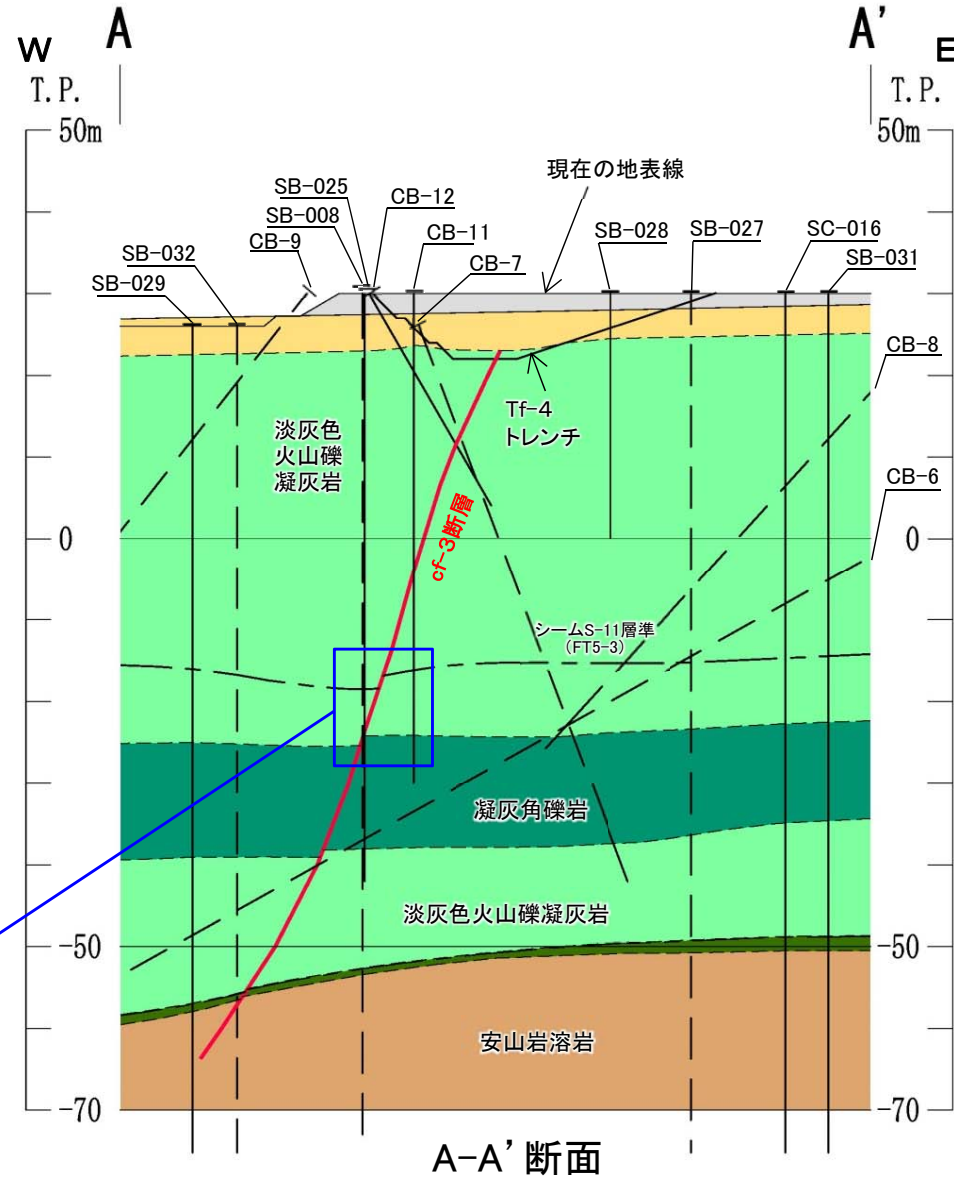 A
A'
W
E
T.P.
T.P.
50m
50m
現在の地表線
SB-025
CB-12
SB-008
CB-11
SB-028
SB-027
SC-016
CB-9
SB-032
CB-7
SB-031
SB-029
CB-8
Tf-4
トレンチ
淡灰色
火山礫
凝灰岩
CB-6
cf-3断層
0
0
シームS-11層準
(FT5-3)
凝灰角礫岩
淡灰色火山礫凝灰岩
-50
-50
安山岩溶岩
-70
-70
A-A'断面